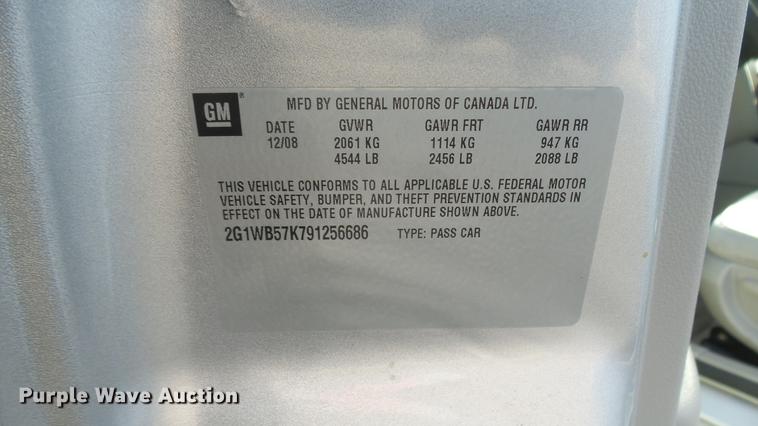 GM® MFD BY GENERAL MOTORS OF CANADA LTD.
DATE GVWR GAWR FRT GAWR RR
12/08 2061 KG 1114 KG 947 KG
4544 LB 2456 LB 2088 LB
THIS VEHICLE CONFORMS TO ALL APPLICABLE U.S. FEDERAL MOTOR
VEHICLE SAFETY, BUMPER, AND THEFT PREVENTION STANDARDS IN
EFFECT ON THE DATE OF MANUFACTURE SHOWN ABOVE.
2G1WB57K791256686 TYPE: PASS CAR
Purple Wave Auction